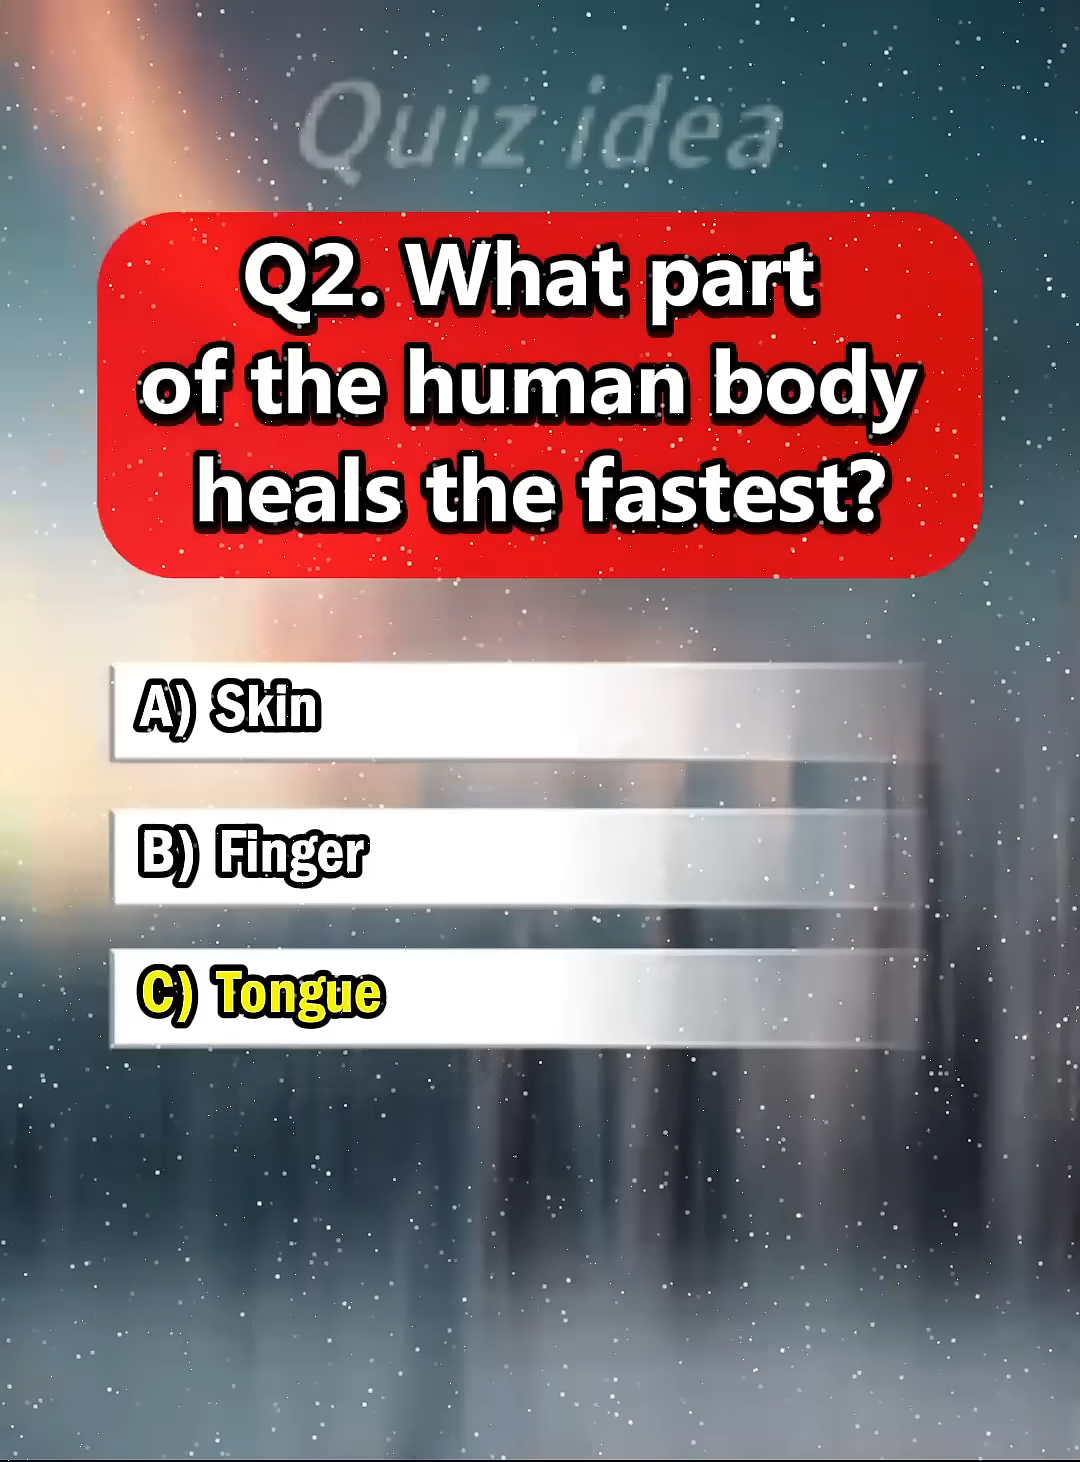 Quiz idea
Q2. What part
of the human body
heals the fastest?
A) Skin
B) Finger
C) Tongue